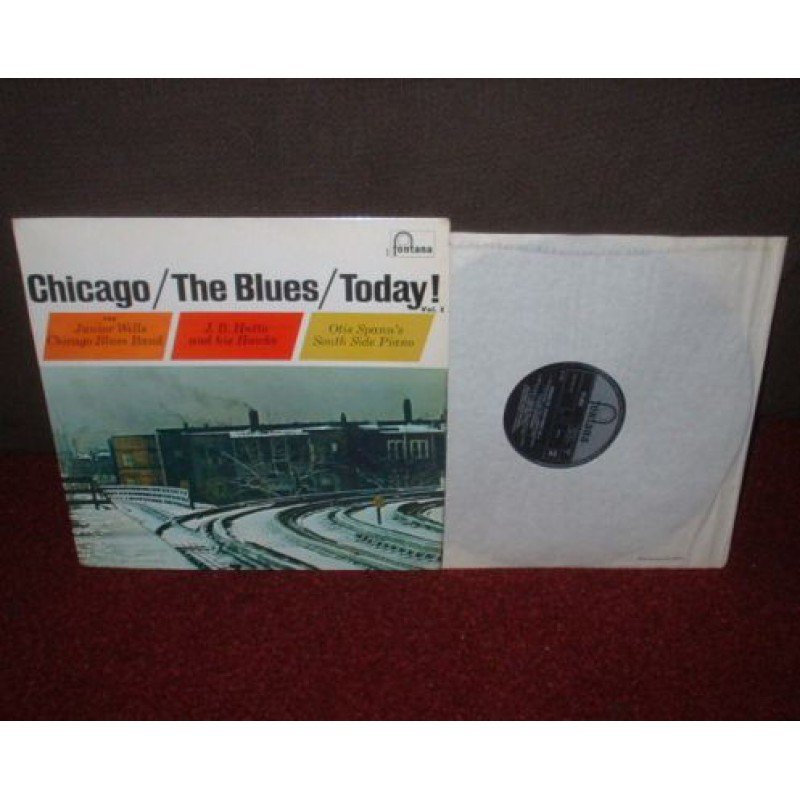 fontana
Chicago/The Blues/Today!
Vol. 1
THE
Junior Wells
Chicago Blues Band
J. B. Hutto
and his Hawks
Otis Spann's
South Side Piano
fontana